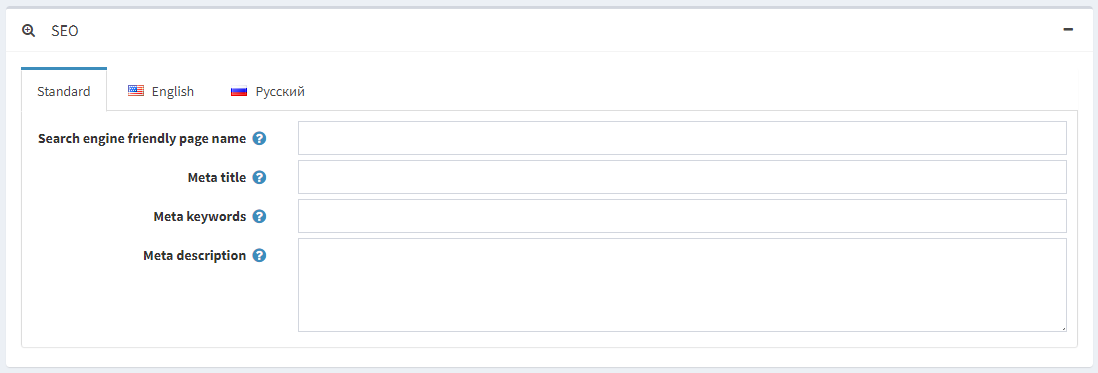 SEO
Standard English Русский
Search engine friendly page name ?
Meta title ?
Meta keywords ?
Meta description ?